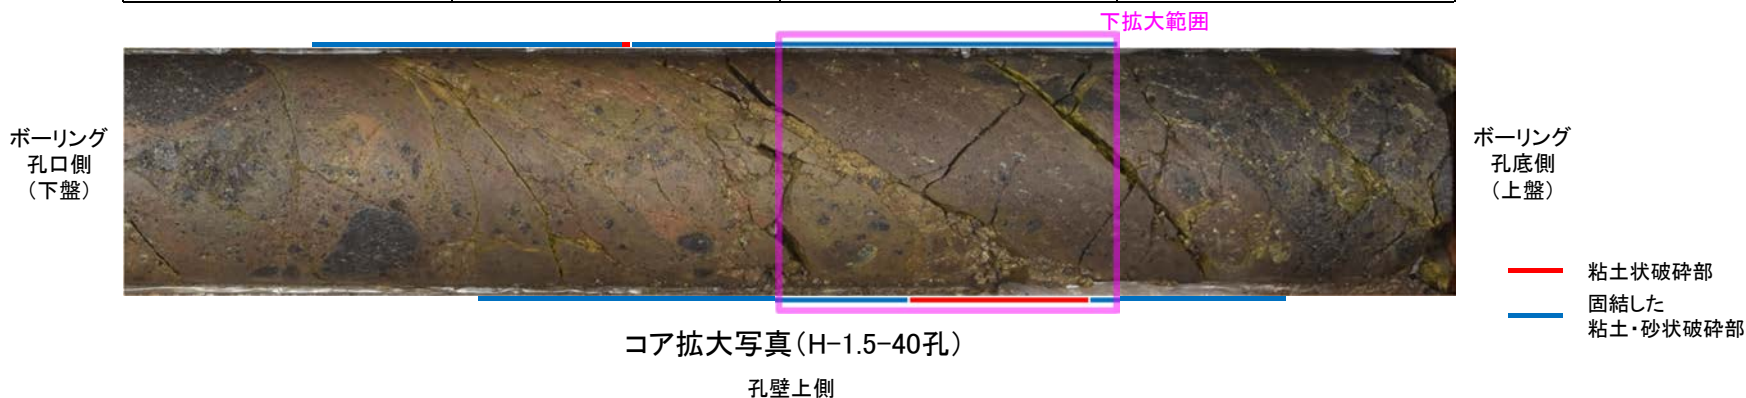 下拡大範囲
ボーリング
孔口側
（下盤）
ボーリング
孔底側
（上盤）
粘土状破砕部
固結した
粘土・砂状破砕部
コア拡大写真（H-1.5-40孔）
孔壁上側